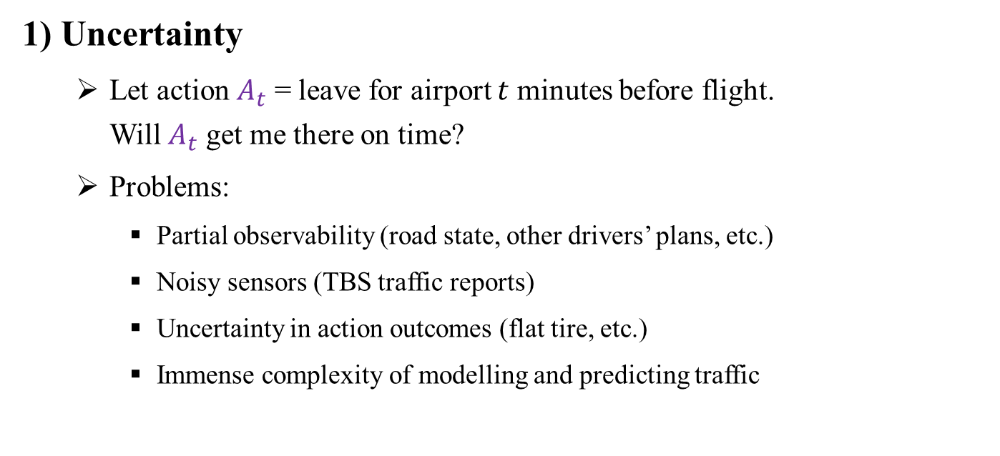 1) Uncertainty
➢ Let action Aₜ = leave for airport t minutes before flight.
Will Aₜ get me there on time?
➢ Problems:
▪ Partial observability (road state, other drivers’ plans, etc.)
▪ Noisy sensors (TBS traffic reports)
▪ Uncertainty in action outcomes (flat tire, etc.)
▪ Immense complexity of modelling and predicting traffic